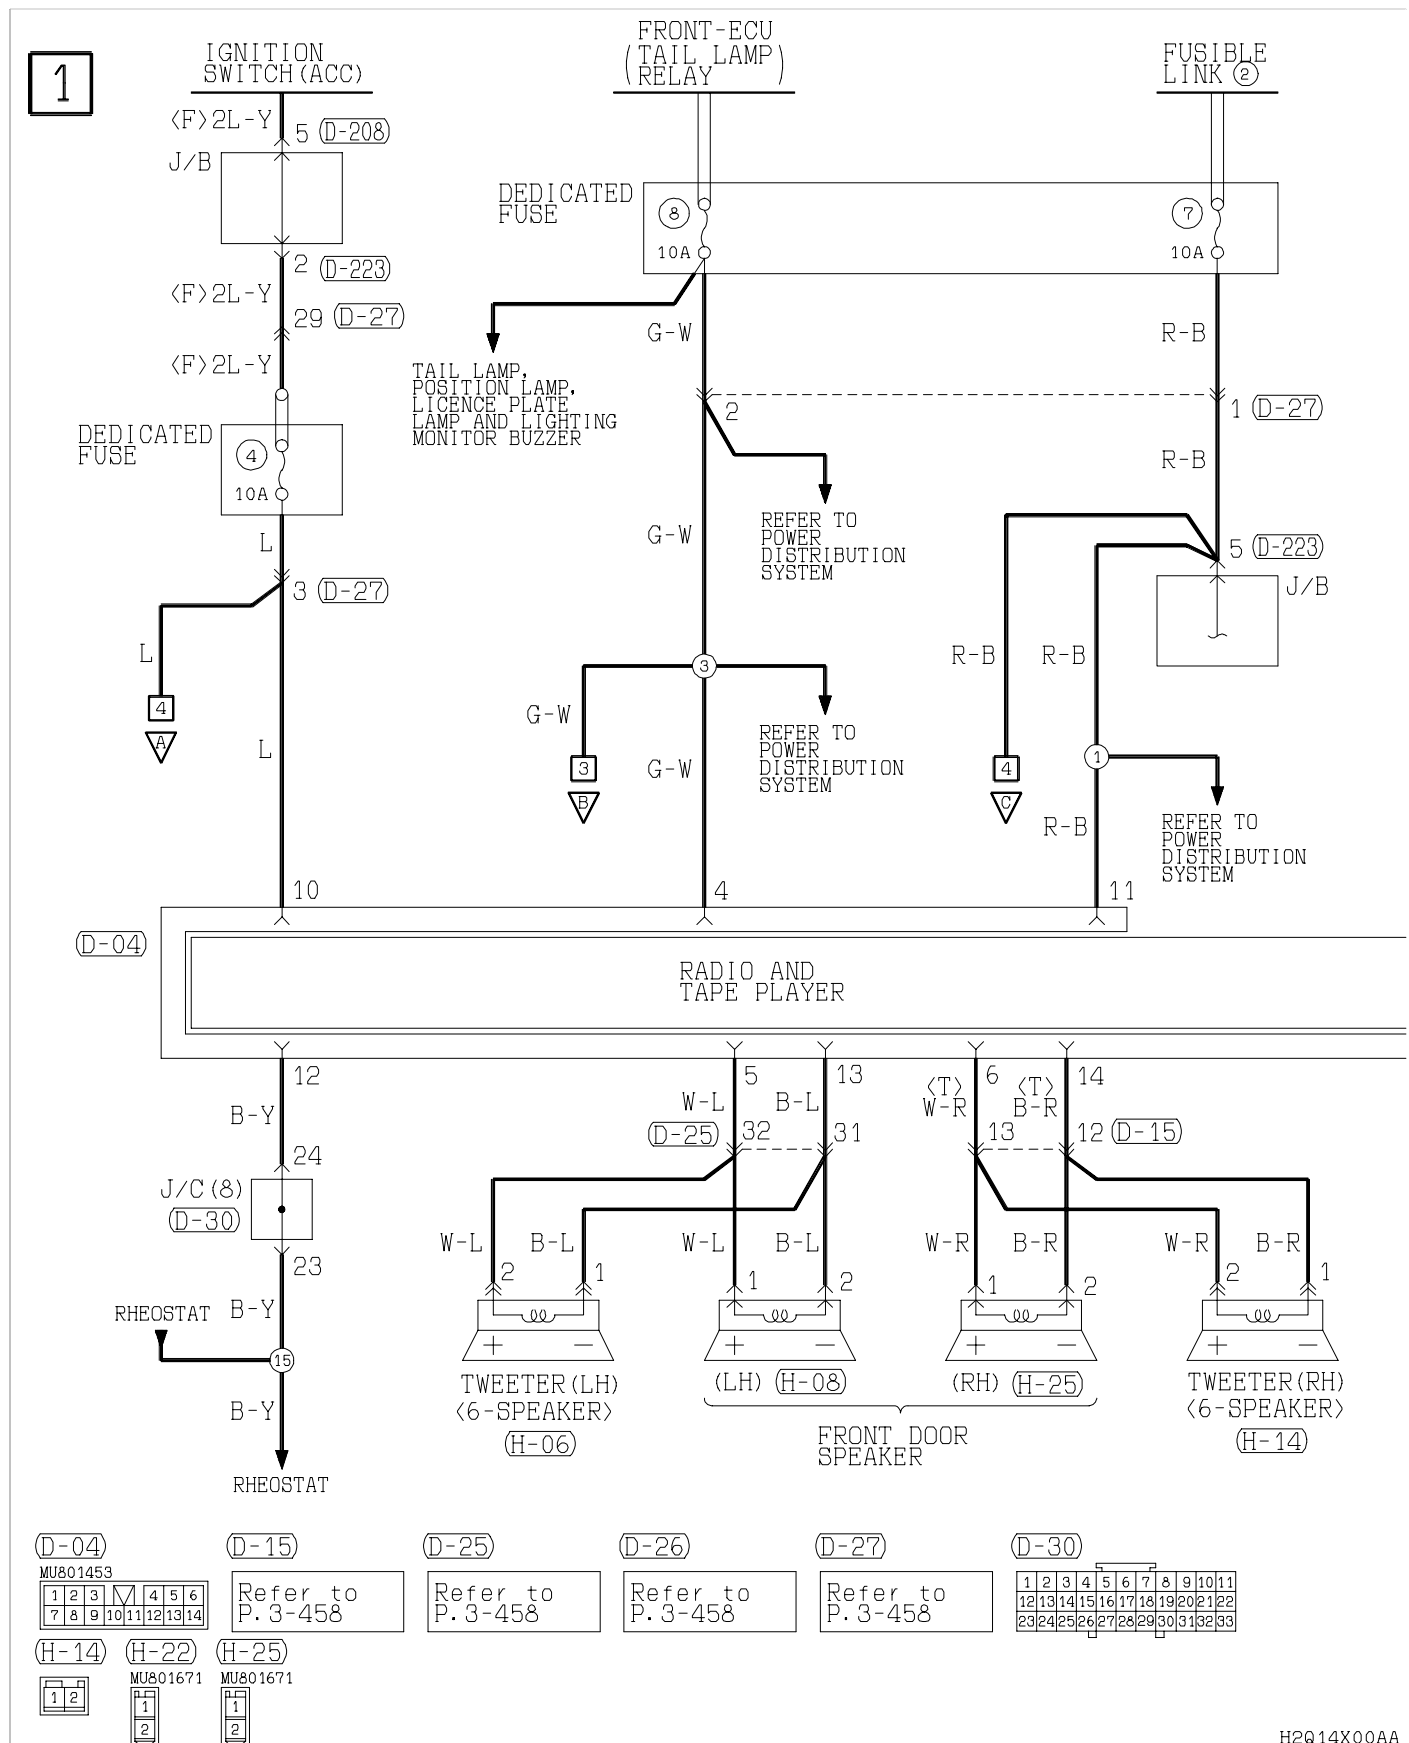 1
IGNITION
SWITCH(ACC)
FRONT-ECU
(TAIL LAMP)
RELAY
FUSIBLE
LINK ②
<F>2L-Y
5 (D-208)
J/B
DEDICATED
FUSE
8
10A
7
10A
2 (D-223)
<F>2L-Y
29 (D-27)
G-W
R-B
<F>2L-Y
TAIL LAMP,
POSITION LAMP,
LICENCE PLATE
LAMP AND LIGHTING
MONITOR BUZZER
2
1 (D-27)
DEDICATED
FUSE
4
10A
R-B
REFER TO
POWER
DISTRIBUTION
SYSTEM
L
G-W
5 (D-223)
3 (D-27)
J/B
L
R-B
R-B
3
4
A
G-W
REFER TO
POWER
DISTRIBUTION
SYSTEM
L
3
B
G-W
4
C
1
R-B
REFER TO
POWER
DISTRIBUTION
SYSTEM
10
4
11
(D-04)
RADIO AND
TAPE PLAYER
12
5
13
6
14
B-Y
W-L
B-L
<T>
W-R
<T>
B-R
(D-25)
32
31
13
12 (D-15)
24
J/C(8)
(D-30)
23
W-L
B-L
W-L
B-L
W-R
B-R
W-R
B-R
2
1
1
2
1
2
2
1
RHEOSTAT
B-Y
15
+ −
+ −
+ −
+ −
TWEETER(LH)
<6-SPEAKER>
(H-06)
(LH) (H-08)
(RH) (H-25)
TWEETER(RH)
<6-SPEAKER>
(H-14)
B-Y
FRONT DOOR
SPEAKER
RHEOSTAT
(D-04)
MU801453
1 2 3 4 5 6
7 8 9 10 11 12 13 14
(D-15)
Refer to
P.3-458
(D-25)
Refer to
P.3-458
(D-26)
Refer to
P.3-458
(D-27)
Refer to
P.3-458
(D-30)
1 2 3 4 5 6 7 8 9 10 11
12 13 14 15 16 17 18 19 20 21 22
23 24 25 26 27 28 29 30 31 32 33
(H-14)
1 2
(H-22)
MU801671
1
2
(H-25)
MU801671
1
2
H2Q14X00AA